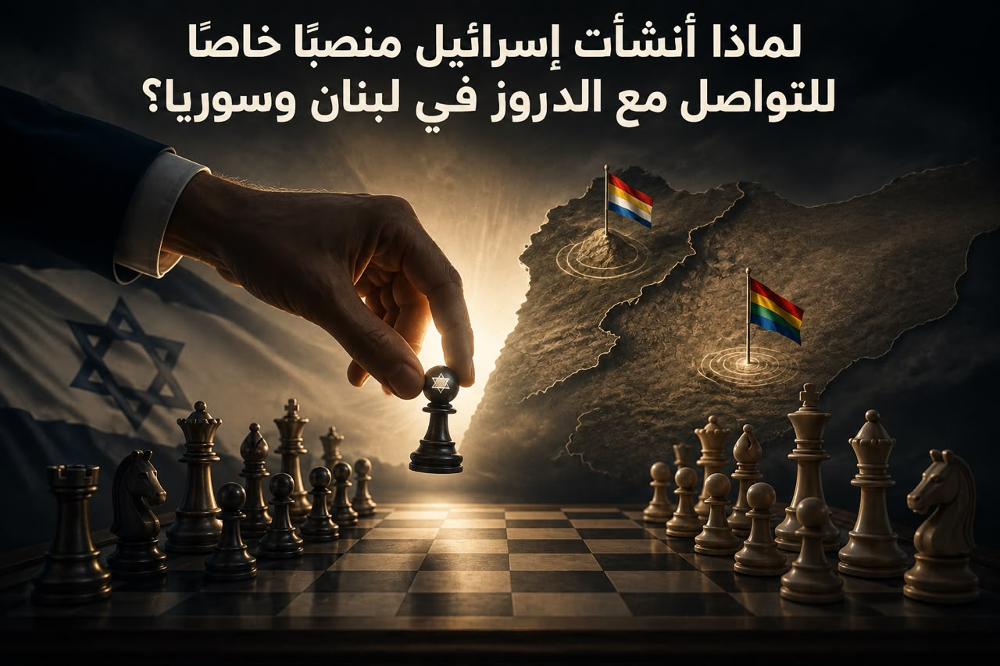 لماذا أنشأت إسرائيل منصبًا خاصًا
للتواصل مع الدروز في لبنان وسوريا؟